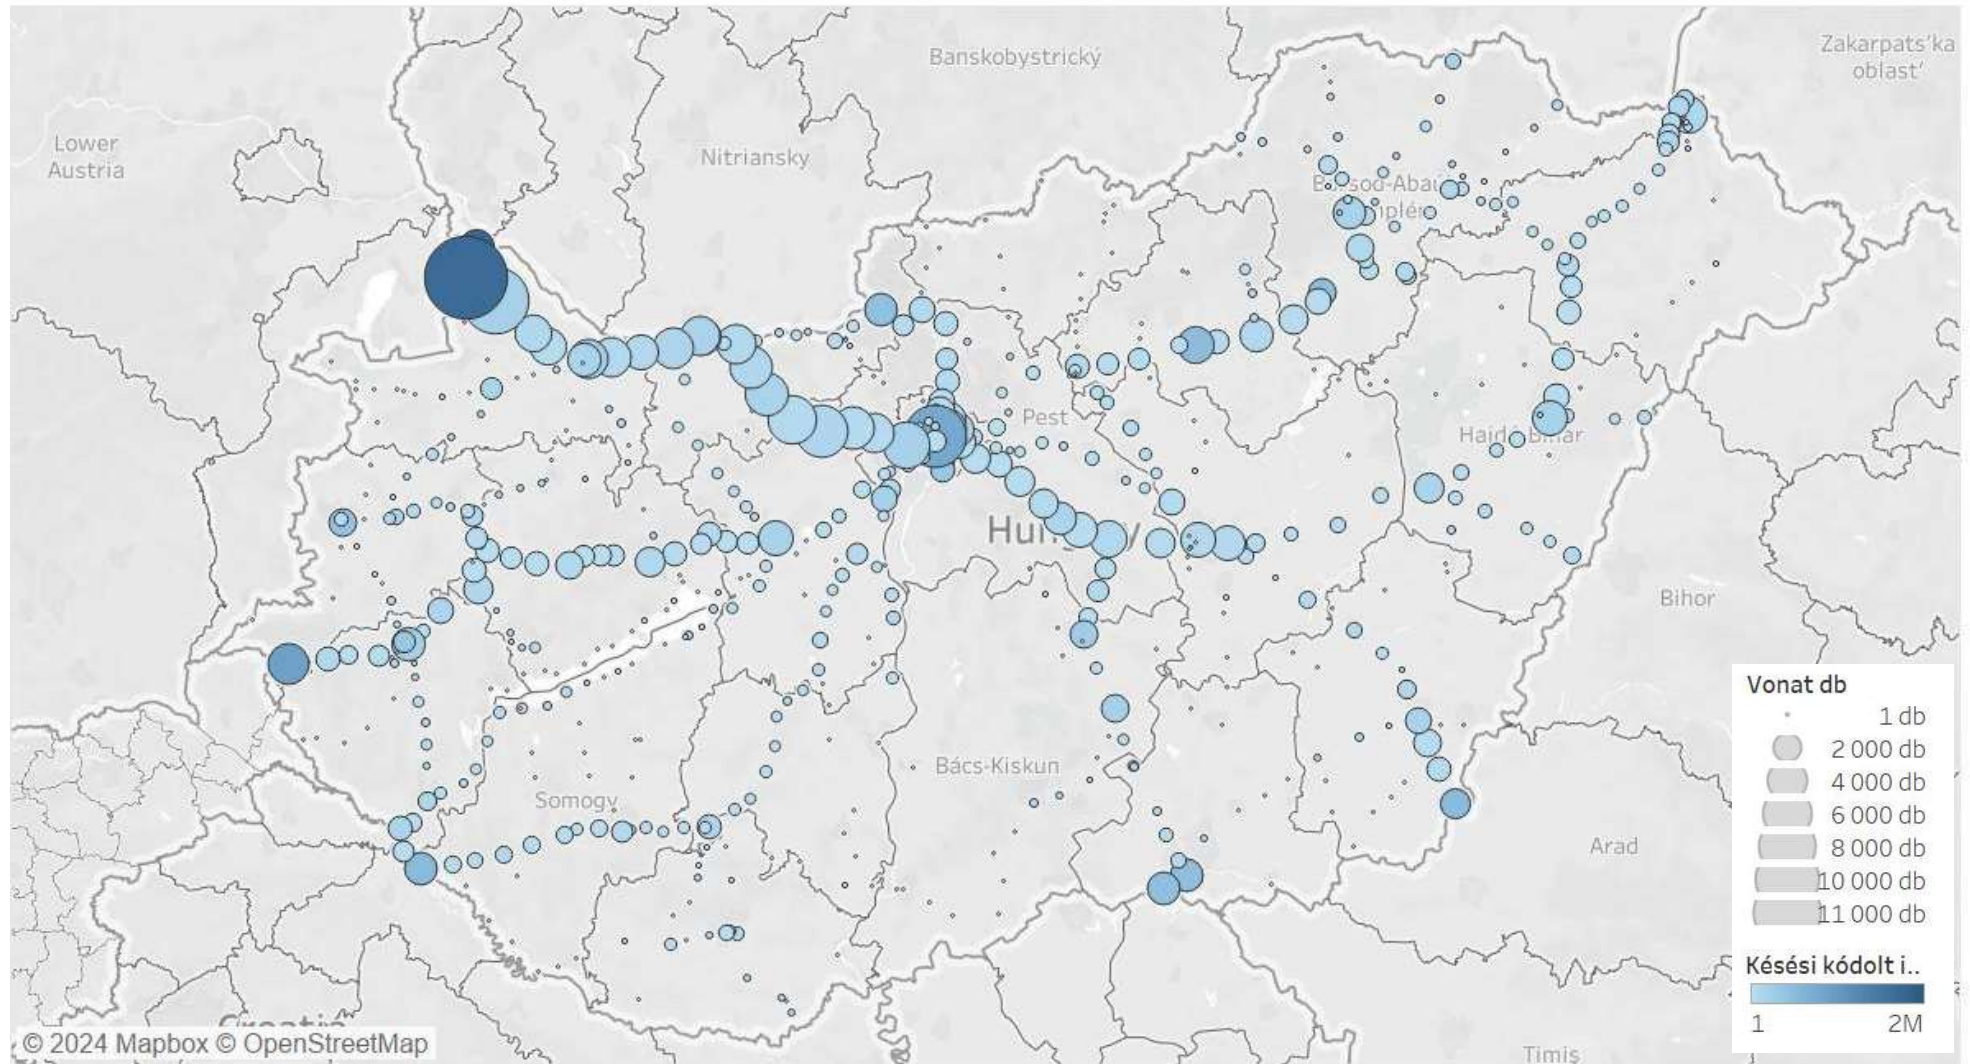 Banskobystrický
Zakarpats'ka
oblast'
Lower
Austria
Nitriansky
Pest
Hungary
Bihor
Bács-Kiskun
Somogy
Arad
Timiș
Vonat db
1 db
2 000 db
4 000 db
6 000 db
8 000 db
10 000 db
11 000 db
Késési kódolt i..
1
2M
© 2024 Mapbox © OpenStreetMap